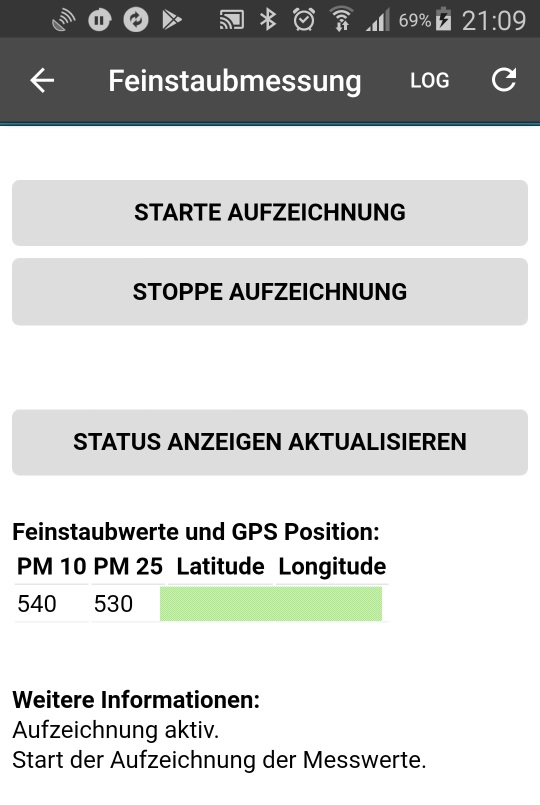 69% 21:09
Feinstaubmessung LOG
STARTE AUFZEICHNUNG
STOPPE AUFZEICHNUNG
STATUS ANZEIGEN AKTUALISIEREN
Feinstaubwerte und GPS Position:
PM 10 PM 25 Latitude Longitude
540 530
Weitere Informationen:
Aufzeichnung aktiv.
Start der Aufzeichnung der Messwerte.